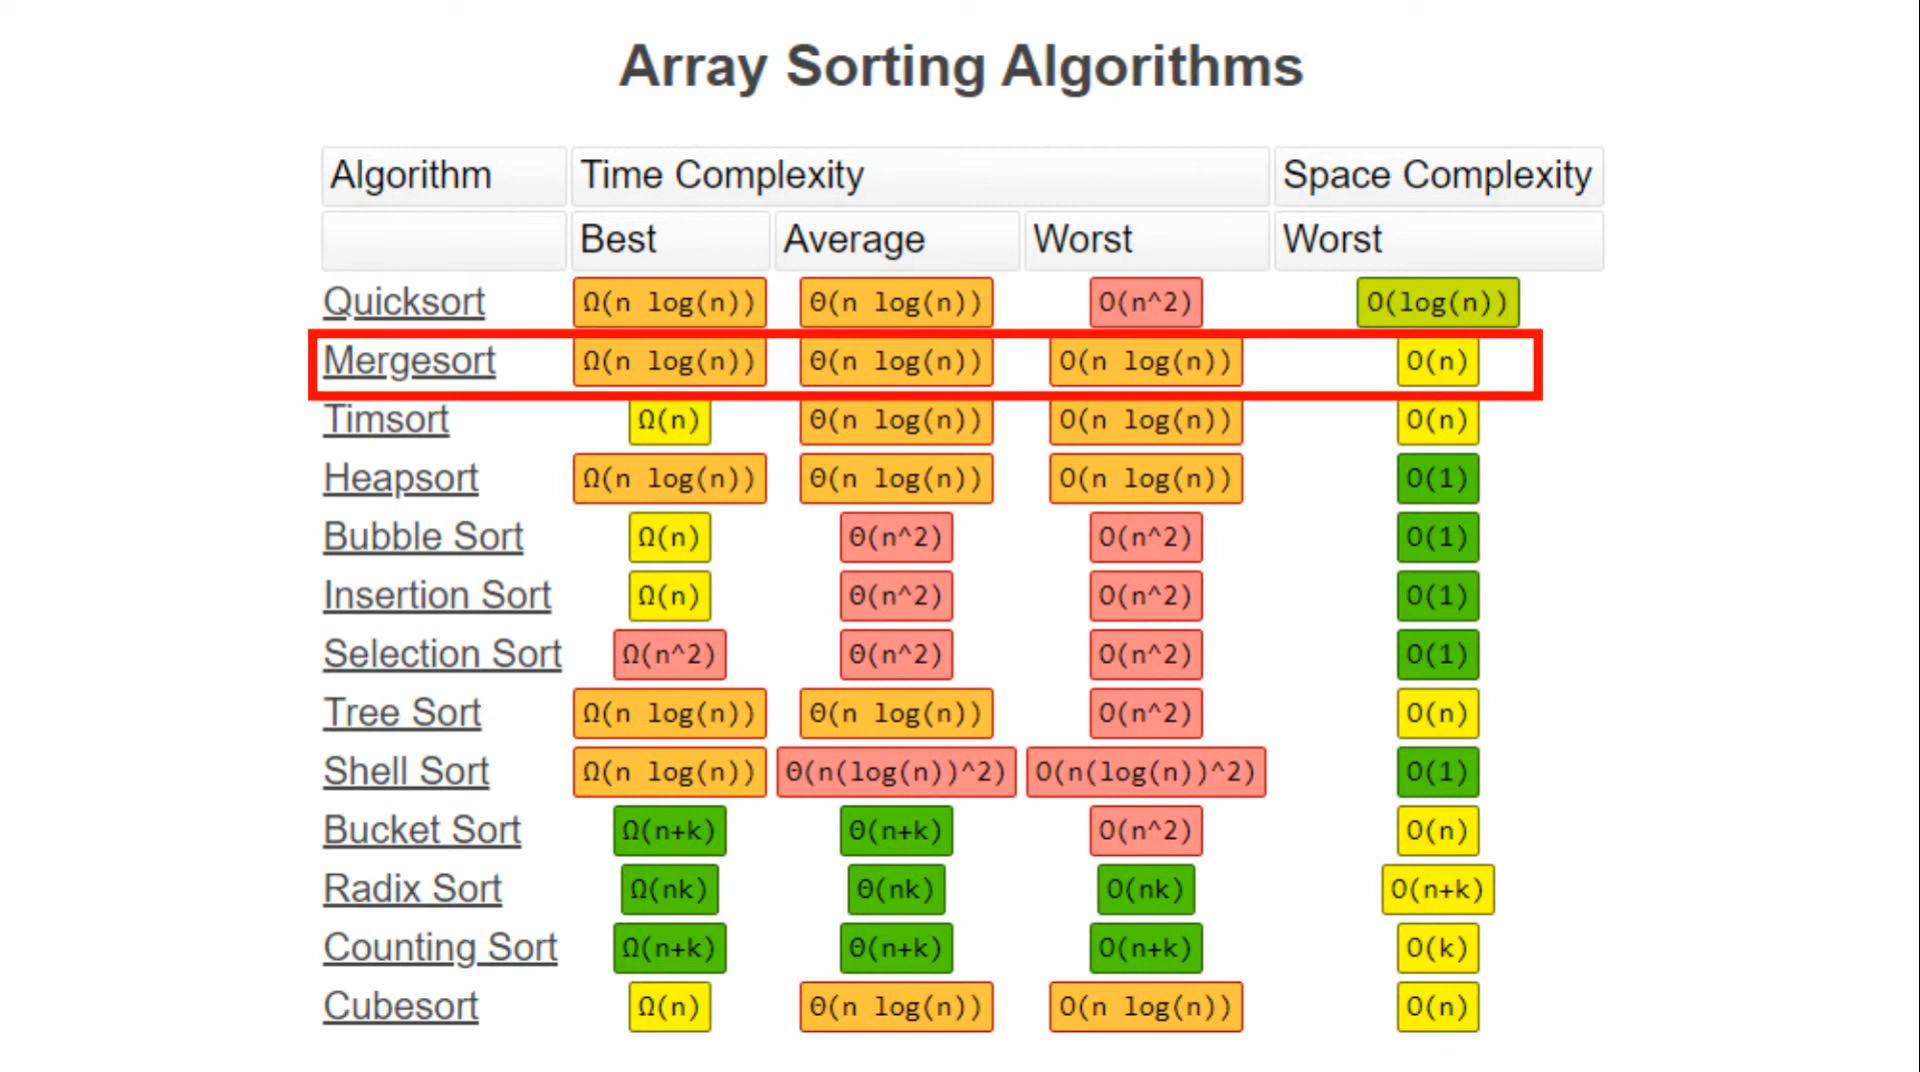 Array Sorting Algorithms
Algorithm Time Complexity Space Complexity
Best Average Worst Worst
Quicksort Ω(n log(n)) Θ(n log(n)) O(n^2) O(log(n))
Mergesort Ω(n log(n)) Θ(n log(n)) O(n log(n)) O(n)
Timsort Ω(n) Θ(n log(n)) O(n log(n)) O(n)
Heapsort Ω(n log(n)) Θ(n log(n)) O(n log(n)) O(1)
Bubble Sort Ω(n) Θ(n^2) O(n^2) O(1)
Insertion Sort Ω(n) Θ(n^2) O(n^2) O(1)
Selection Sort Ω(n^2) Θ(n^2) O(n^2) O(1)
Tree Sort Ω(n log(n)) Θ(n log(n)) O(n^2) O(n)
Shell Sort Ω(n log(n)) Θ(n(log(n))^2) O(n(log(n))^2) O(1)
Bucket Sort Ω(n+k) Θ(n+k) O(n^2) O(n)
Radix Sort Ω(nk) Θ(nk) O(nk) O(n+k)
Counting Sort Ω(n+k) Θ(n+k) O(n+k) O(k)
Cubesort Ω(n) Θ(n log(n)) O(n log(n)) O(n)